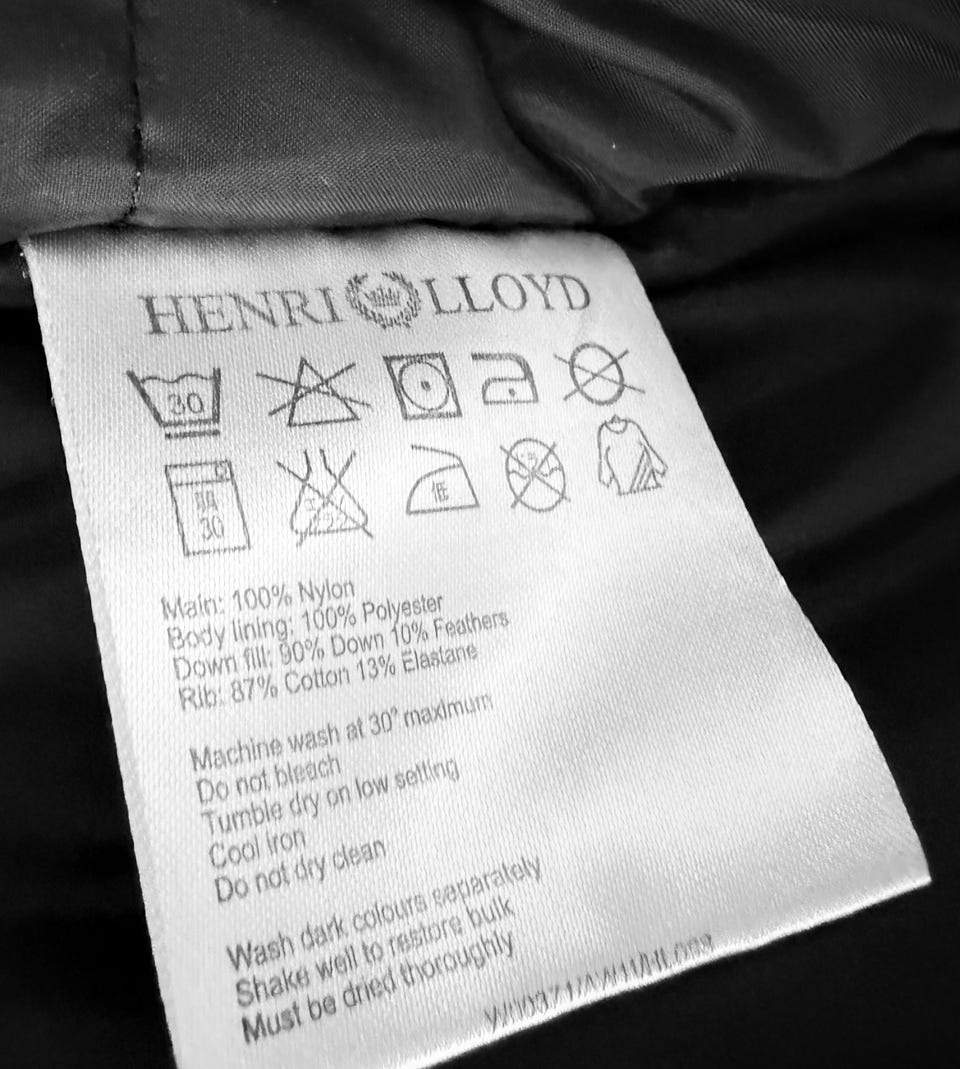 HENRI LLOYD
30
30 低
Main: 100% Nylon
Body lining: 100% Polyester
Down fill: 90% Down 10% Feathers
Rib: 87% Cotton 13% Elastane
Machine wash at 30° maximum
Do not bleach
Tumble dry on low setting
Cool iron
Do not dry clean
Wash dark colours separately
Shake well to restore bulk
Must be dried thoroughly